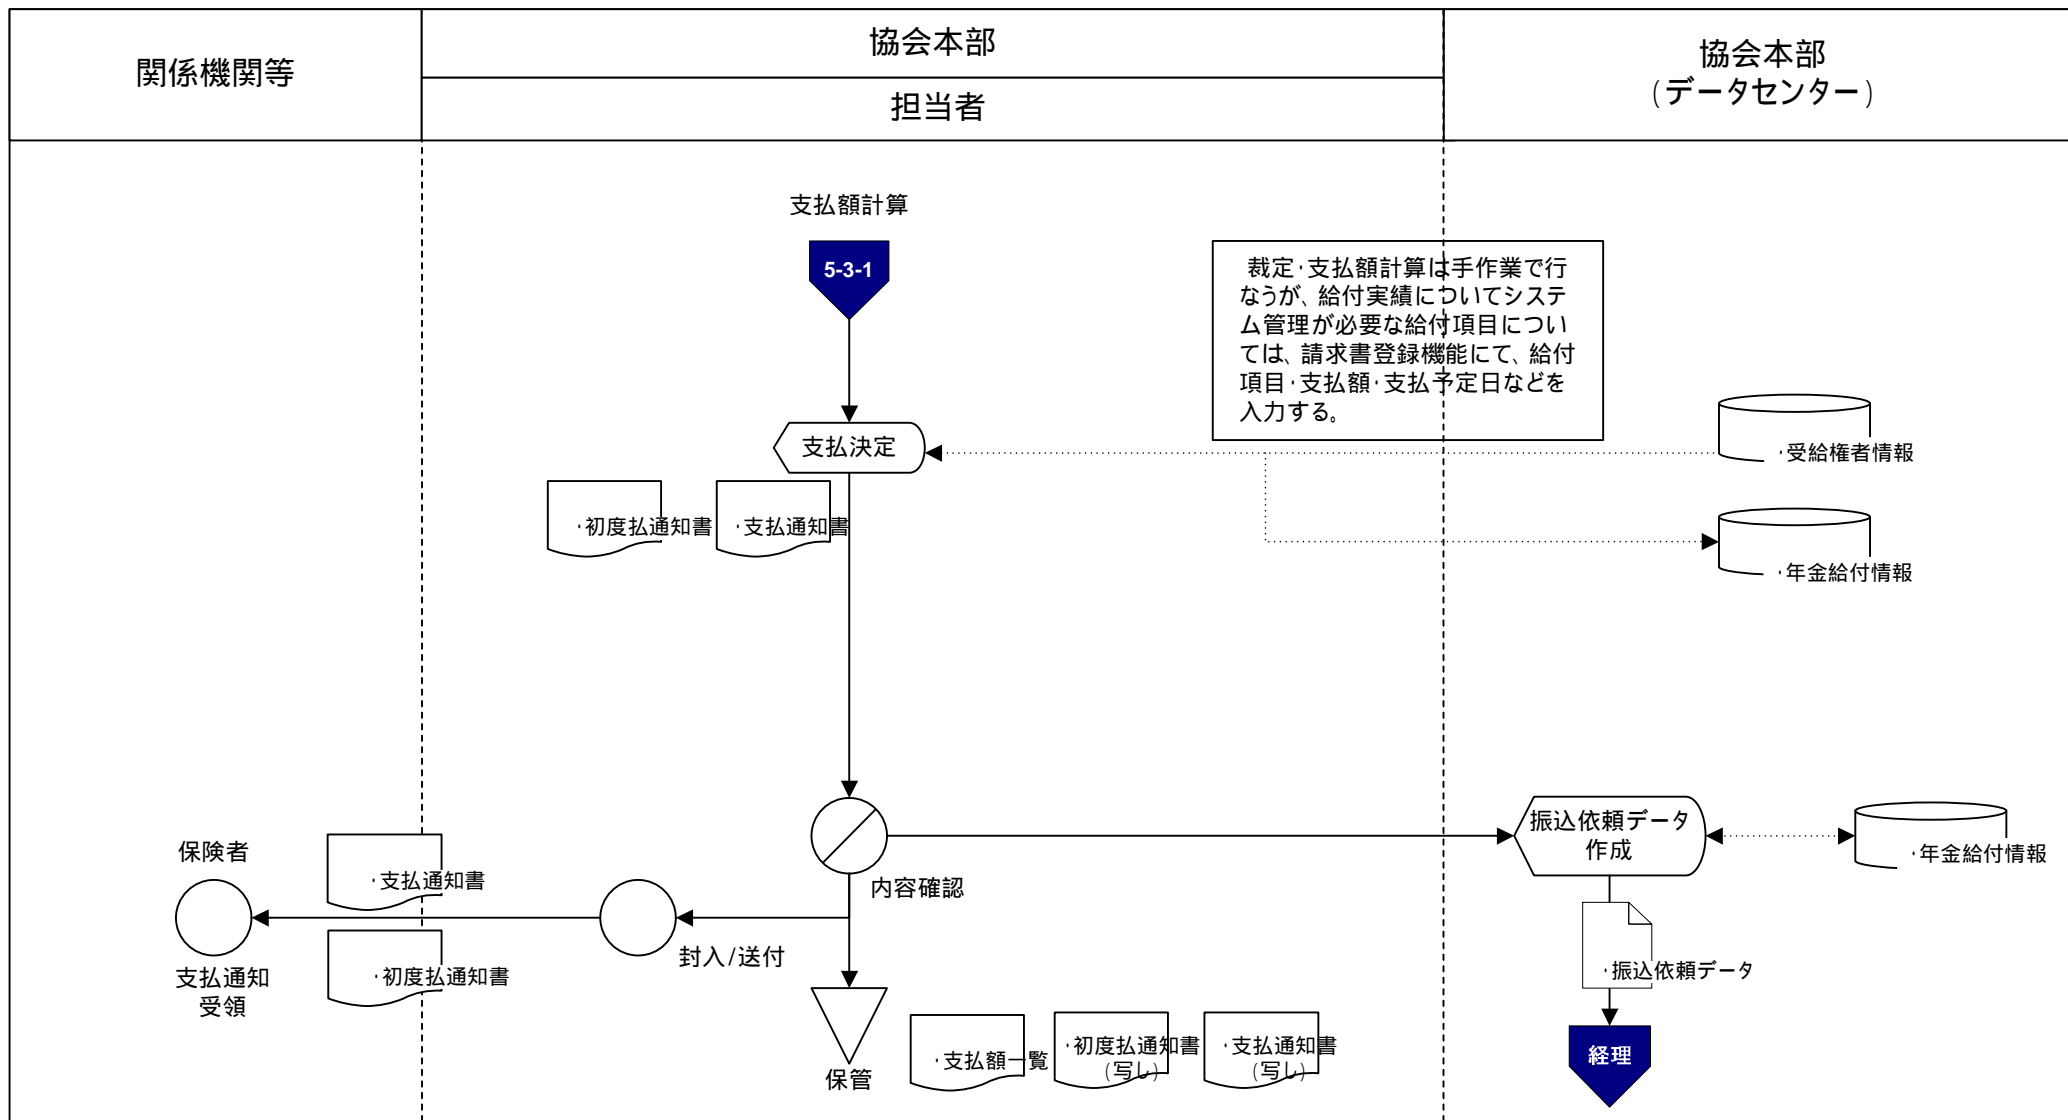 関係機関等
協会本部
担当者
協会本部
(データセンター)
支払額計算
5-3-1
裁定・支払額計算は手作業で行
なうが、給付実績についてシステ
ム管理が必要な給付項目につい
ては、請求書登録機能にて、給付
項目・支払額・支払予定日などを
入力する。
支払決定
・受給権者情報
・初度払通知書
・支払通知書
・年金給付情報
振込依頼データ
作成
・年金給付情報
保険者
・支払通知書
内容確認
封入/送付
支払通知
受領
・初度払通知書
・振込依頼データ
保管
・支払額一覧
・初度払通知書
(写し)
・支払通知書
(写し)
経理